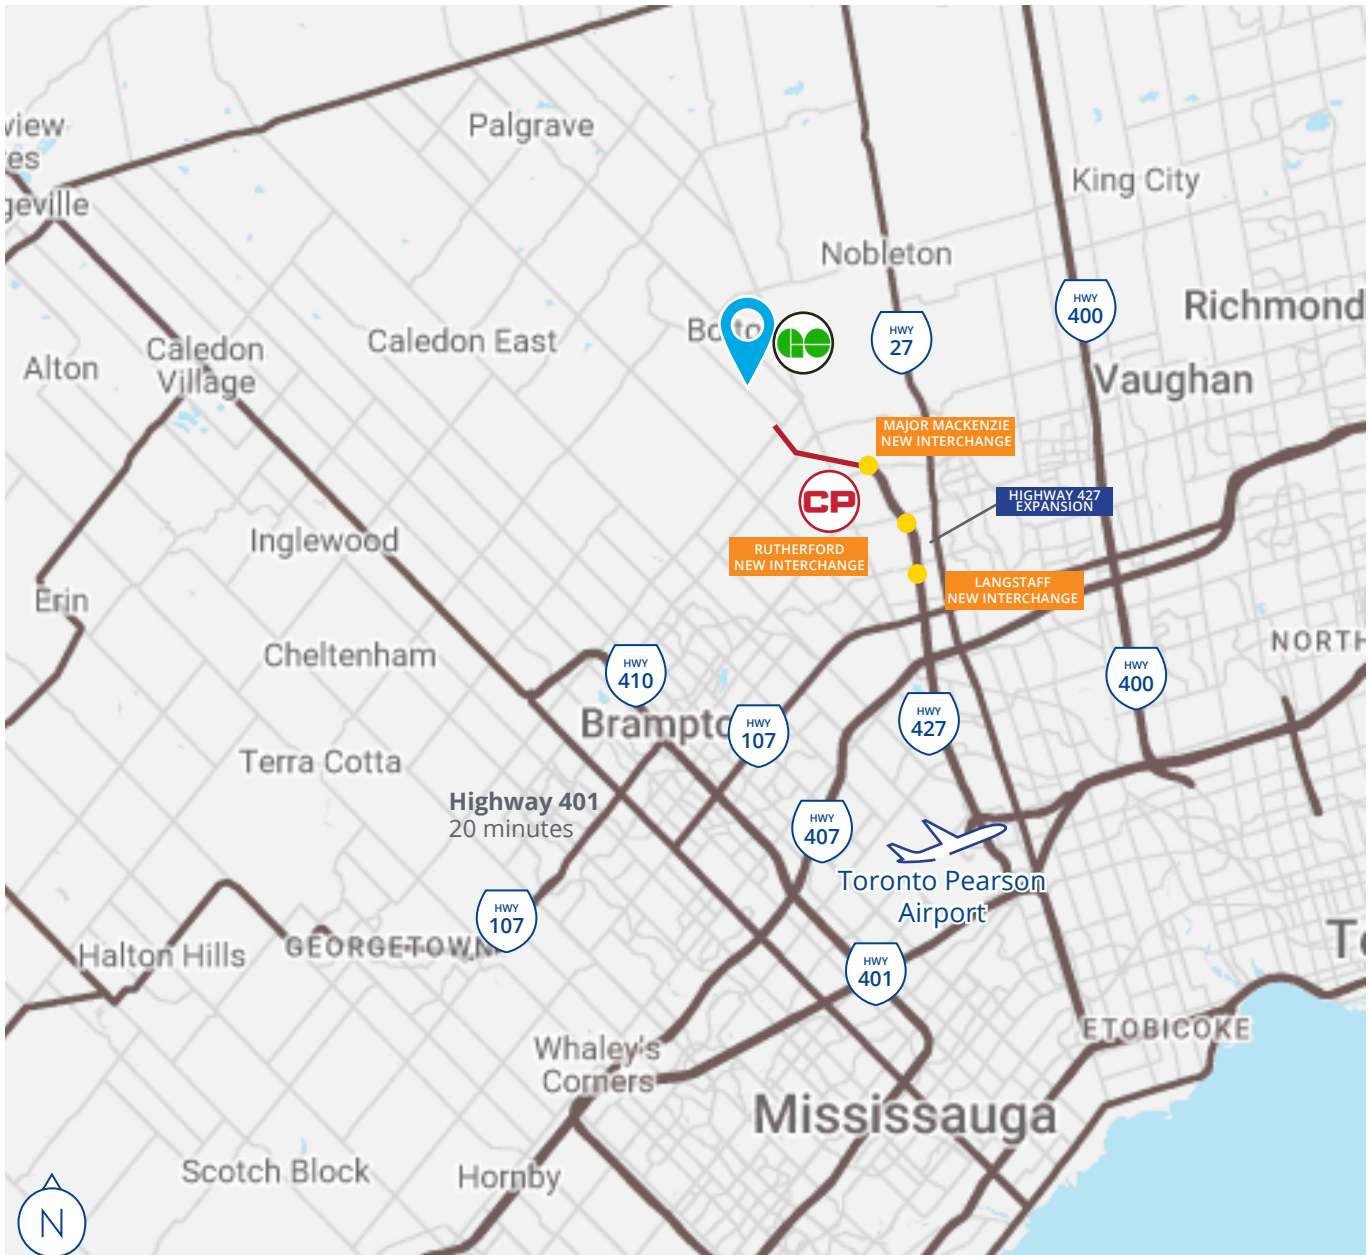 view
es
geville
Palgrave
King City
Nobleton
HWY
400
Richmond
HWY
27
Alton
Caledon
Village
Caledon East
Vaughan
MAJOR MACKENZIE
NEW INTERCHANGE
CP
HIGHWAY 427
EXPANSION
Inglewood
RUTHERFORD
NEW INTERCHANGE
LANGSTAFF
NEW INTERCHANGE
Erin
Cheltenham
NORTH
HWY
410
HWY
400
Brampto
HWY
107
HWY
427
Terra Cotta
Highway 401
20 minutes
HWY
407
Toronto Pearson
Airport
HWY
107
Halton Hills
GEORGETOWN
To
HWY
401
ETOBICOKE
Whaley's
Corners
Mississauga
Scotch Block
Hornby
N